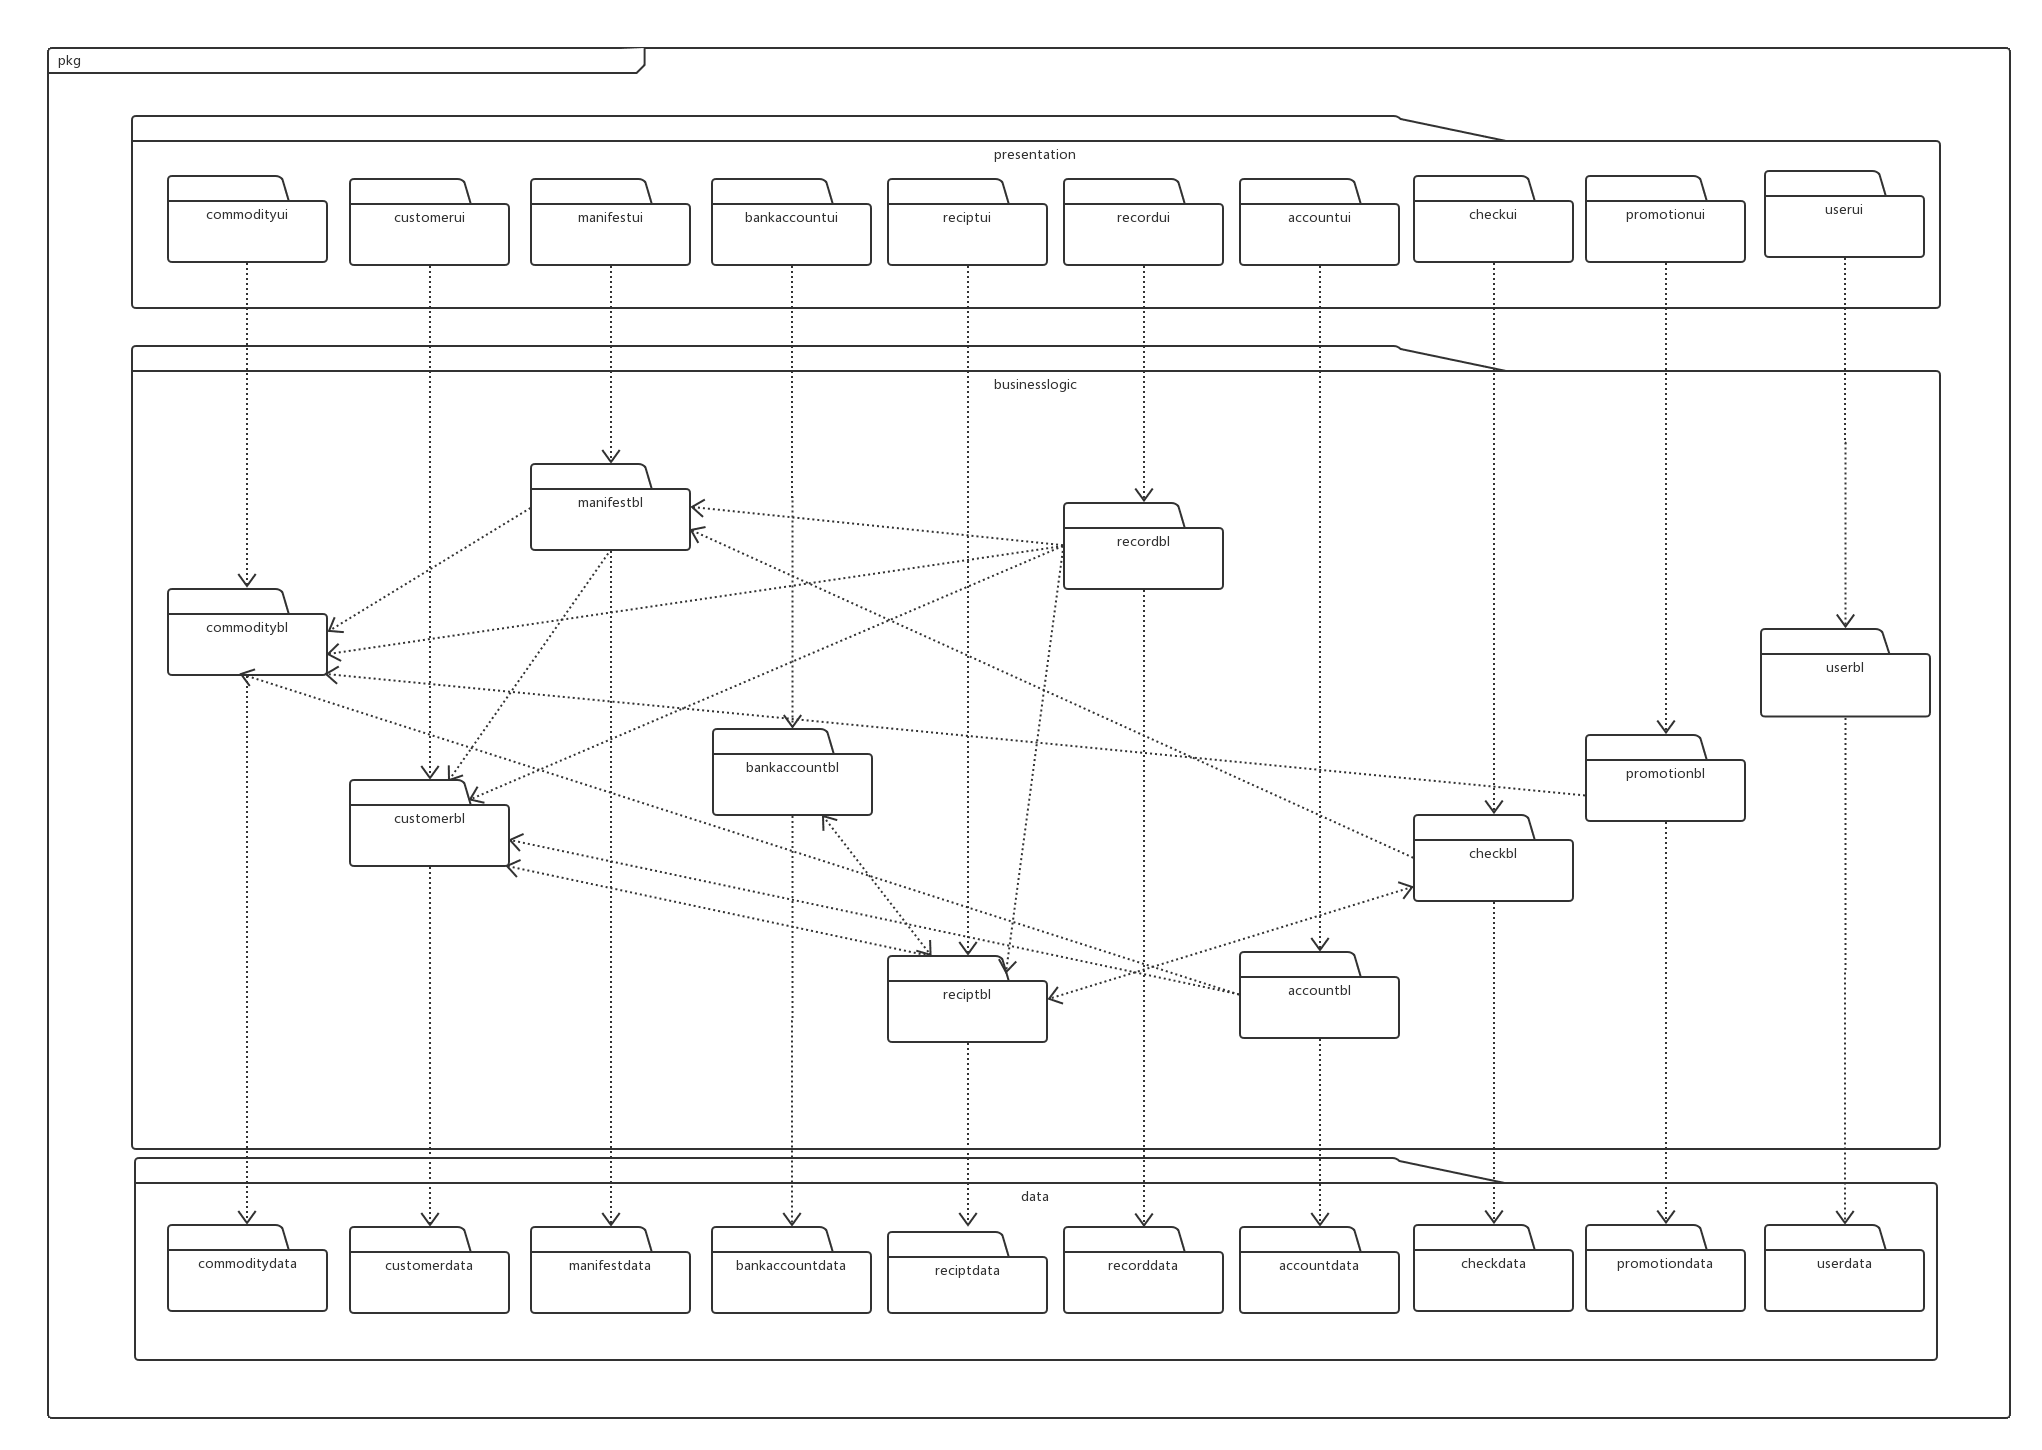 pkg
presentation
commodityui
customerui
manifestui
bankaccountui
reciptui
recordui
accountui
checkui
promotionui
userui
businesslogic
manifestbl
recordbl
commoditybl
userbl
bankaccountbl
promotionbl
customerbl
checkbl
reciptbl
accountbl
data
commoditydata
customerdata
manifestdata
bankaccountdata
reciptdata
recorddata
accountdata
checkdata
promotiondata
userdata